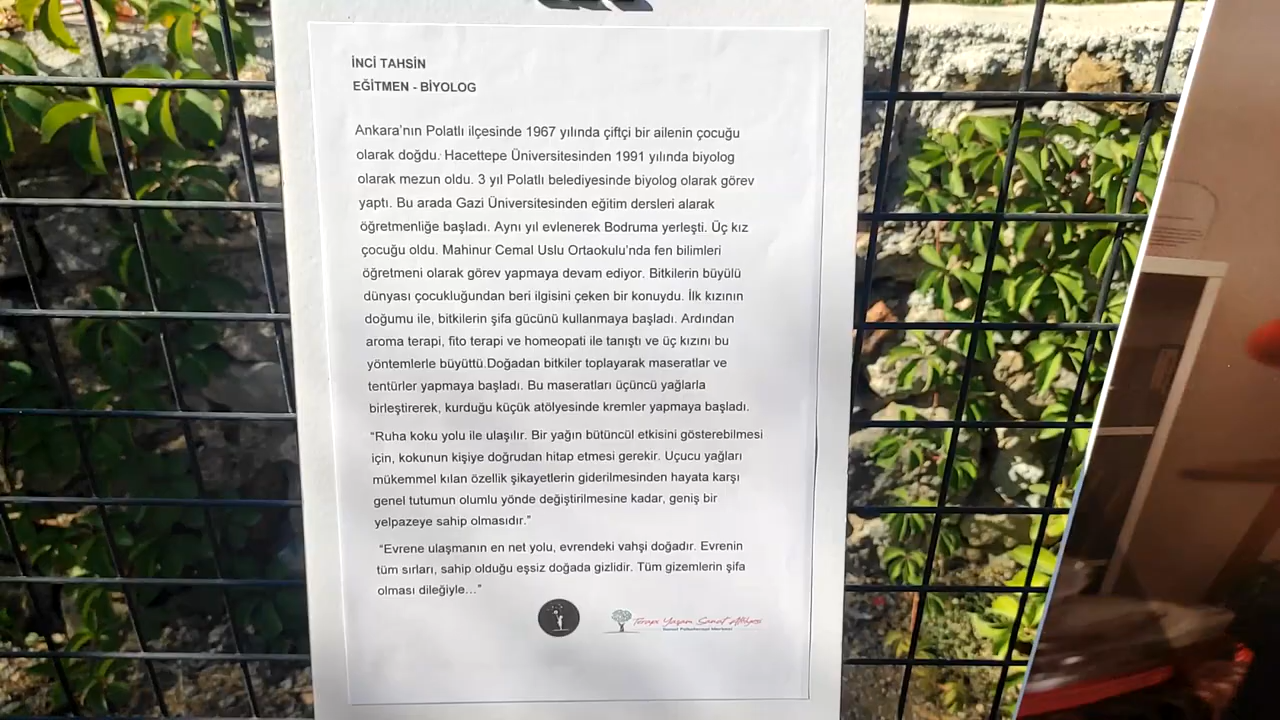 İNCİ TAHSİN
EĞİTMEN - BİYOLOG
Ankara'nın Polatlı ilçesinde 1967 yılında çiftçi bir ailenin çocuğu
olarak doğdu. Hacettepe Üniversitesinden 1991 yılında biyolog
olarak mezun oldu. 3 yıl Polatlı belediyesinde biyolog olarak görev
yaptı. Bu arada Gazi Üniversitesinden eğitim dersleri alarak
öğretmenliğe başladı. Aynı yıl evlenerek Bodruma yerleşti. Üç kız
çocuğu oldu. Mahinur Cemal Uslu Ortaokulu'nda fen bilimleri
öğretmeni olarak görev yapmaya devam ediyor. Bitkilerin büyülü
dünyası çocukluğundan beri ilgisini çeken bir konuydu. İlk kızının
doğumu ile, bitkilerin şifa gücünü kullanmaya başladı. Ardından
aroma terapi, fito terapi ve homeopati ile tanıştı ve üç kızını bu
yöntemlerle büyüttü.Doğadan bitkiler toplayarak maseratlar ve
tentürler yapmaya başladı. Bu maseratları üçüncü yağlarla
birleştirerek, kurduğu küçük atölyesinde kremler yapmaya başladı.
“Ruha koku yolu ile ulaşılır. Bir yağın bütüncül etkisini gösterebilmesi
için, kokunun kişiye doğrudan hitap etmesi gerekir. Uçucu yağları
mükemmel kılan özellik şikayetlerin giderilmesinden hayata karşı
genel tutumun olumlu yönde değiştirilmesine kadar, geniş bir
yelpazeye sahip olmasıdır.”
“Evrene ulaşmanın en net yolu, evrendeki vahşi doğadır. Evrenin
tüm sırları, sahip olduğu eşsiz doğada gizlidir. Tüm gizemlerin şifa
olması dileğiyle…”
Terapi Yaşam Sanat Atölyesi